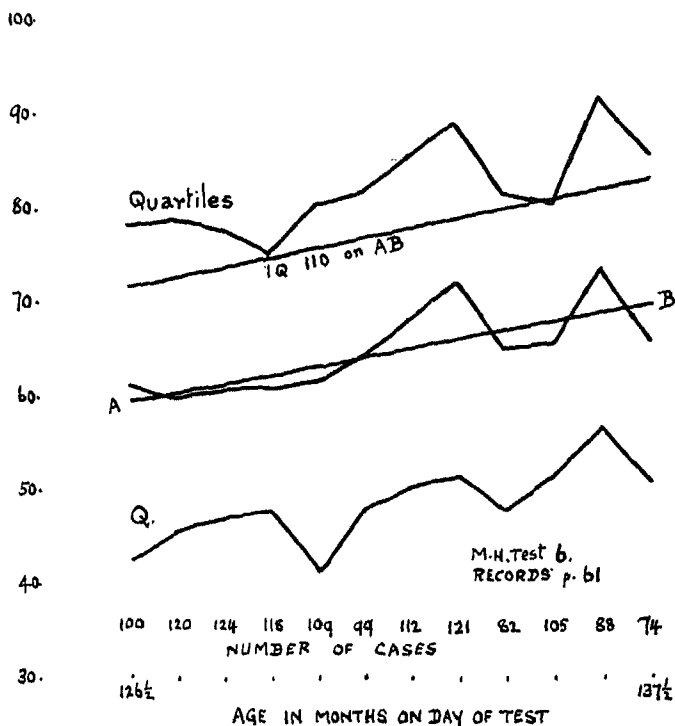 100.
90.
Quartiles
80.
IQ 110 on AB
70.
B
60.
A
50.
Q.
M.H. Test 6.
RECORDS p. 61
40.
100 120 124 118 109 99 112 121 82 105 88 74
NUMBER OF CASES
30.
126½ 137½
AGE IN MONTHS ON DAY OF TEST